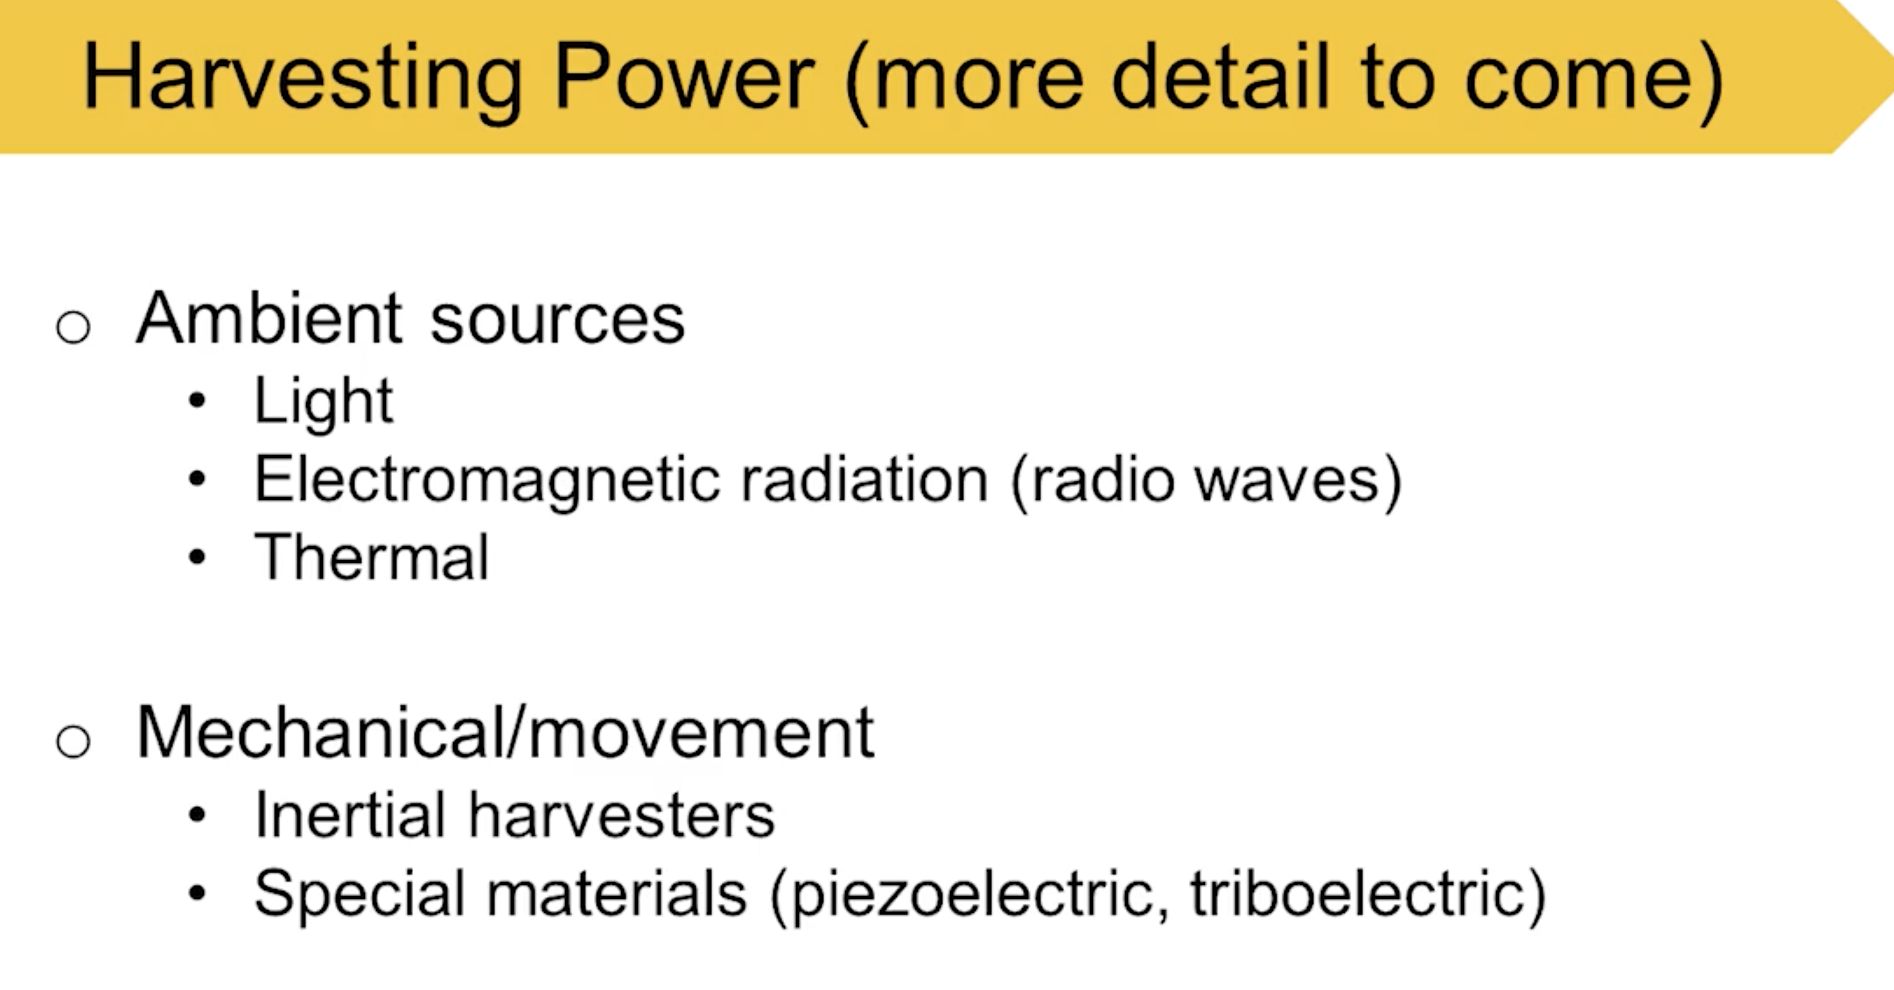 Harvesting Power (more detail to come)
o Ambient sources
• Light
• Electromagnetic radiation (radio waves)
• Thermal
o Mechanical/movement
• Inertial harvesters
• Special materials (piezoelectric, triboelectric)